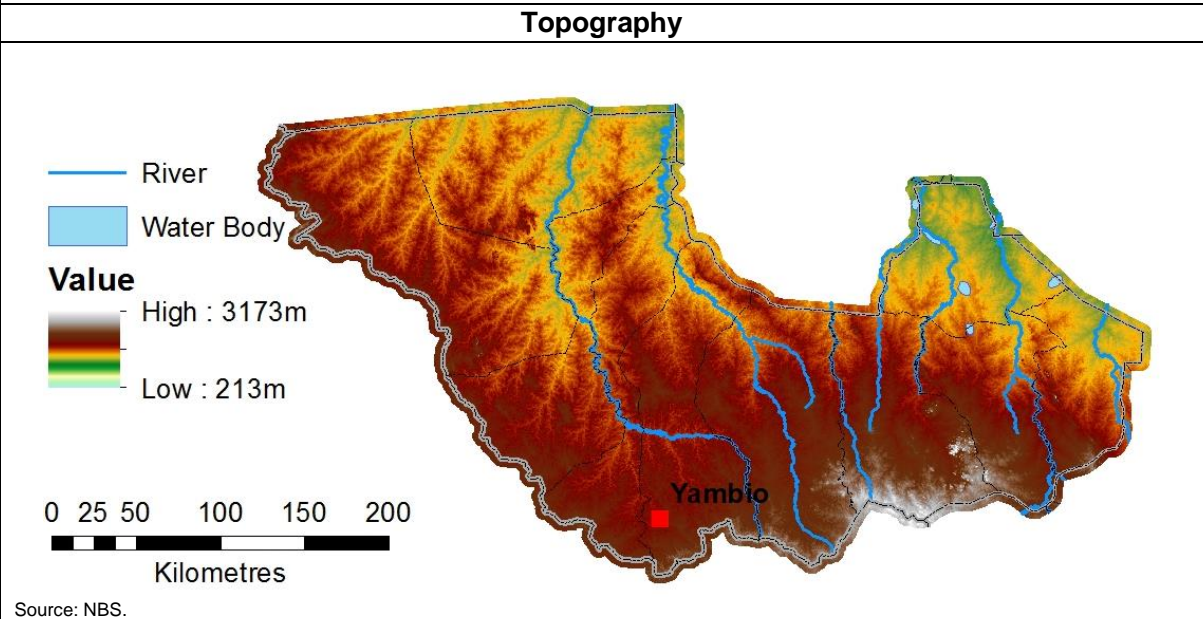 Topography
River
Water Body
Value
High : 3173m
Low : 213m
Yambio
0 25 50 100 150 200
Kilometres
Source: NBS.